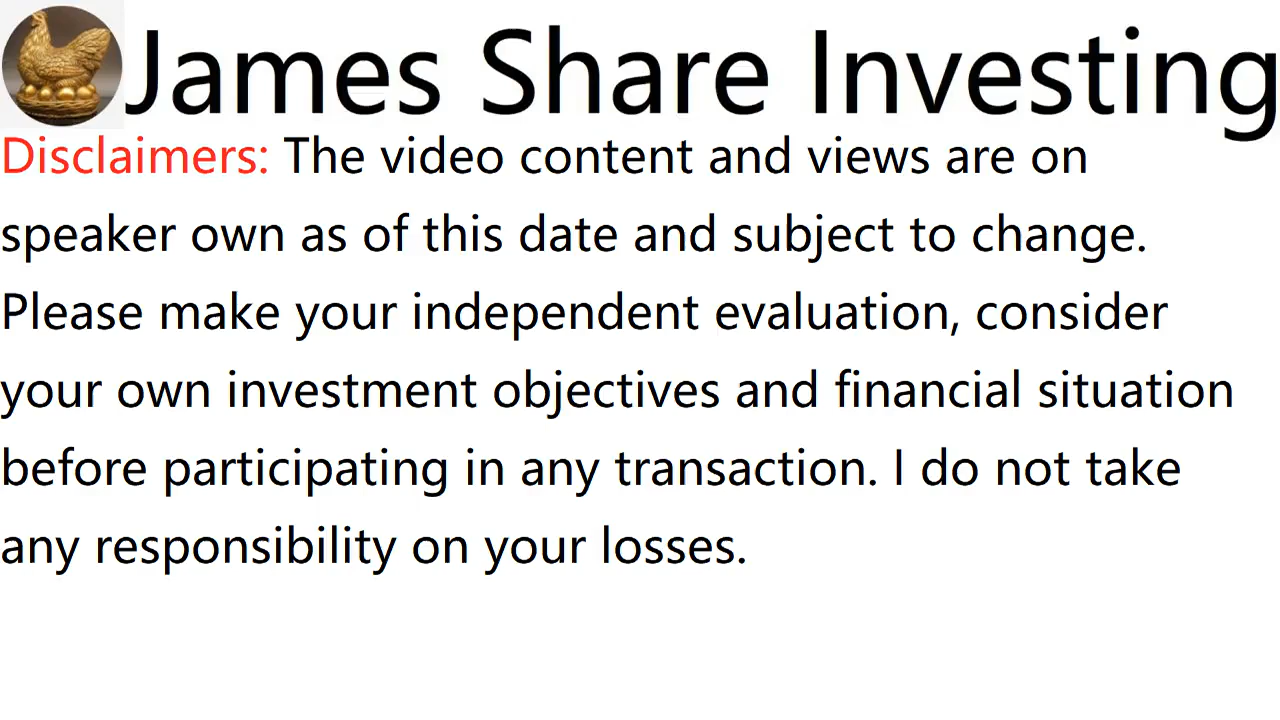 James Share Investing
Disclaimers: The video content and views are on
speaker own as of this date and subject to change.
Please make your independent evaluation, consider
your own investment objectives and financial situation
before participating in any transaction. I do not take
any responsibility on your losses.